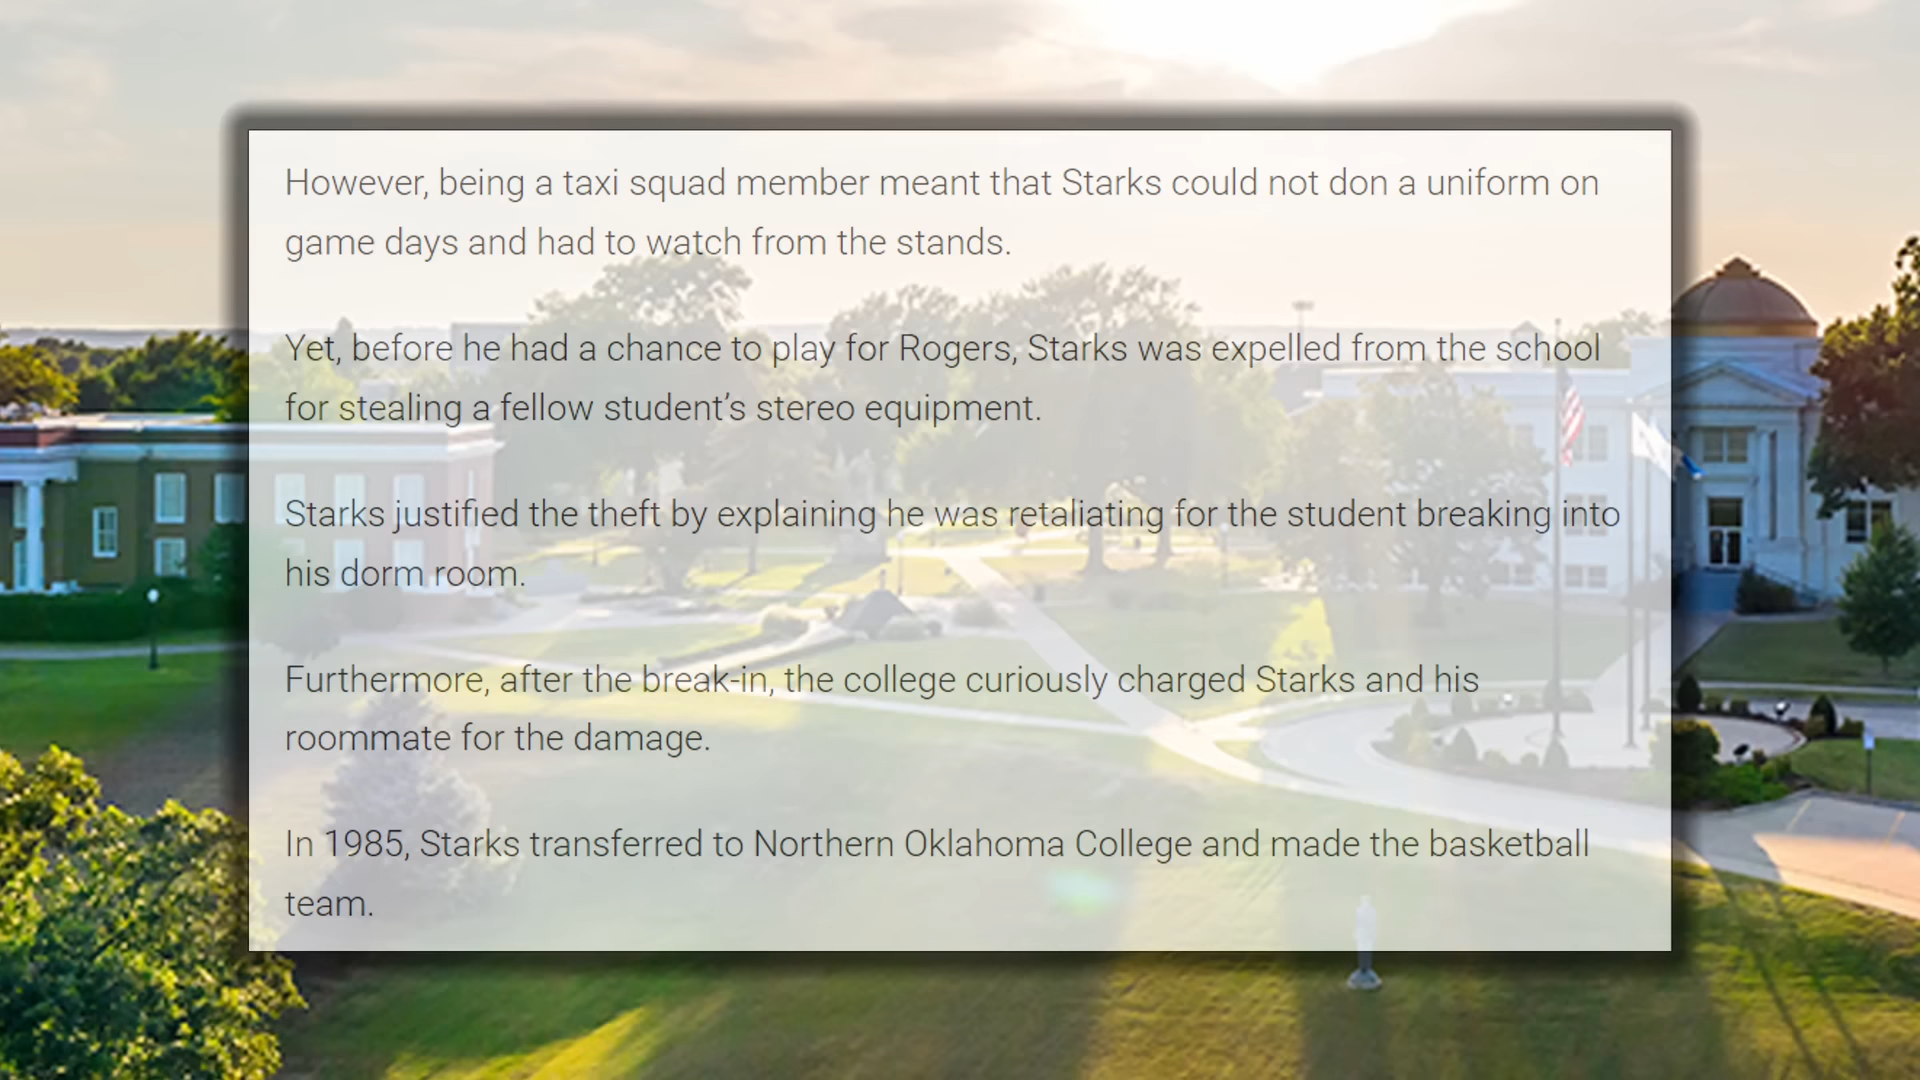 However, being a taxi squad member meant that Starks could not don a uniform on
game days and had to watch from the stands.
Yet, before he had a chance to play for Rogers, Starks was expelled from the school
for stealing a fellow student’s stereo equipment.
Starks justified the theft by explaining he was retaliating for the student breaking into
his dorm room.
Furthermore, after the break-in, the college curiously charged Starks and his
roommate for the damage.
In 1985, Starks transferred to Northern Oklahoma College and made the basketball
team.